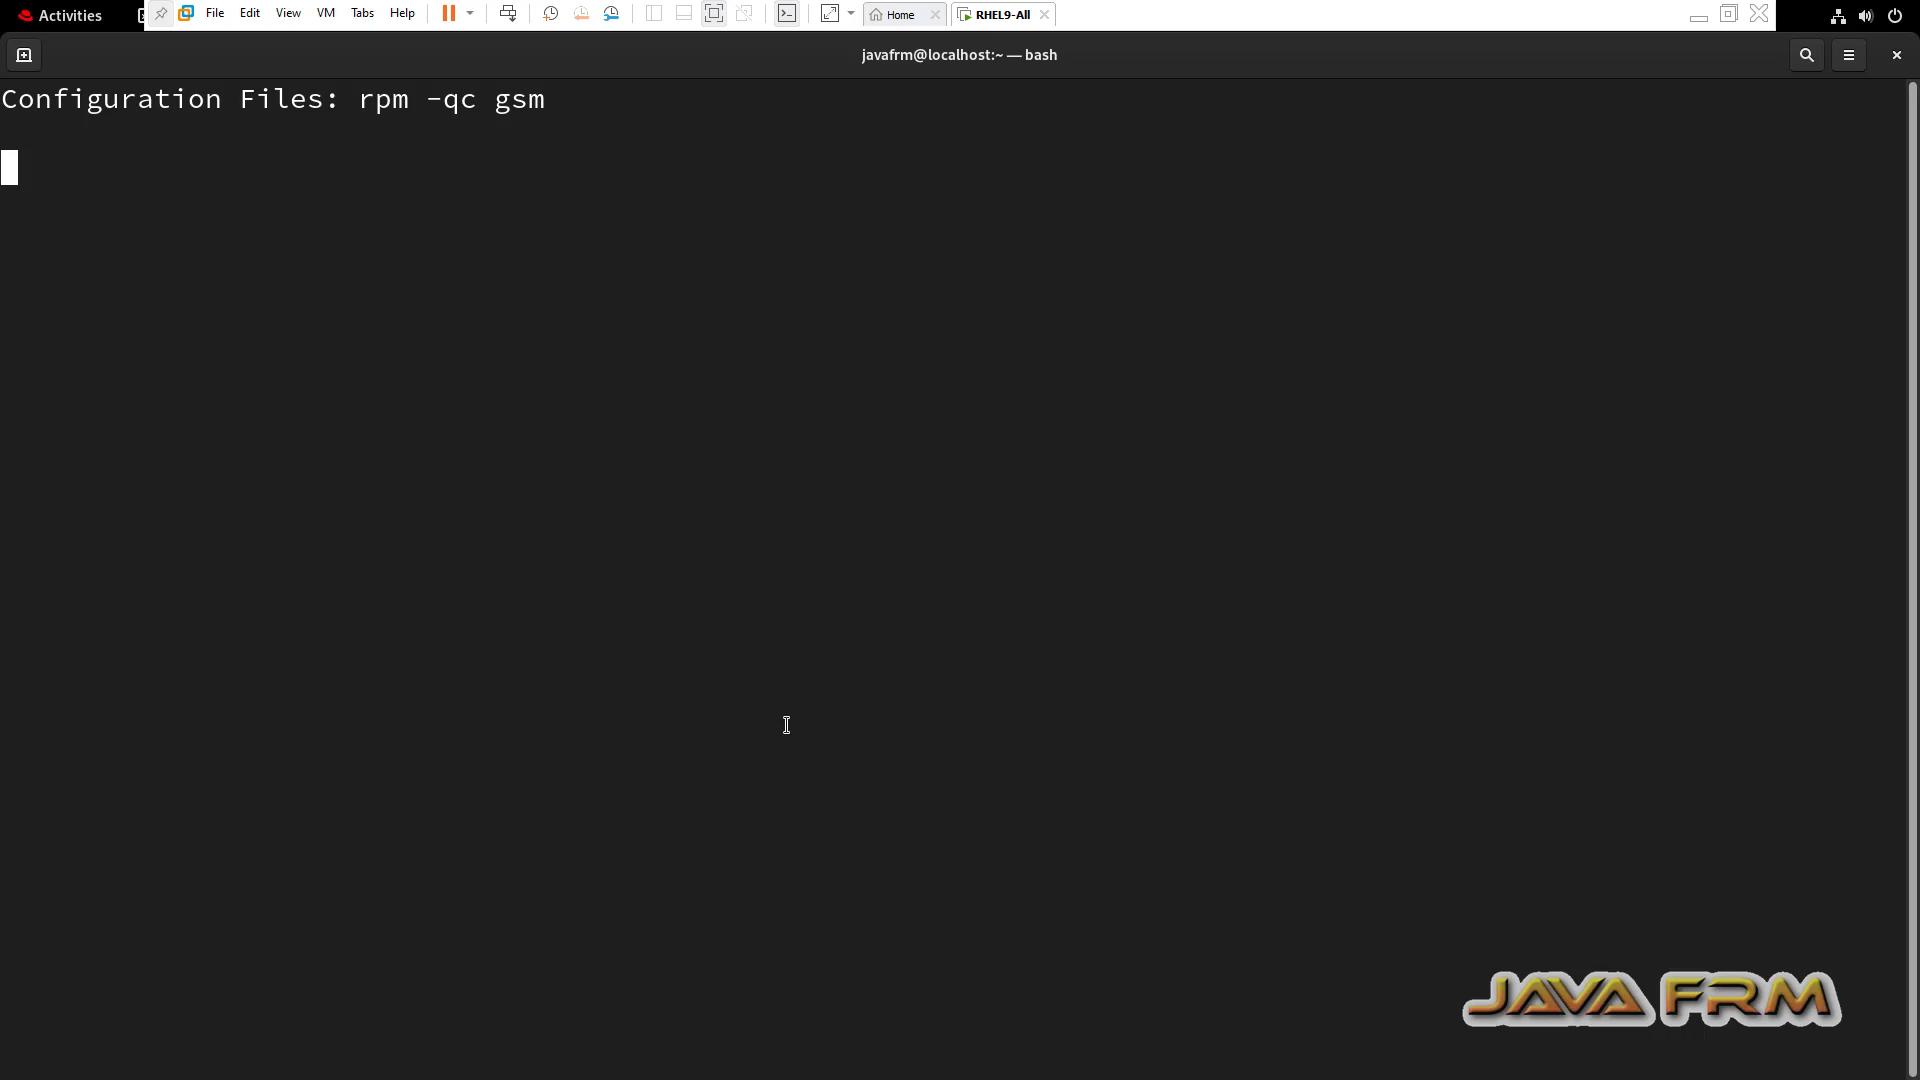 Activities
File Edit View VM Tabs Help
Home
RHEL9-All
javafrm@localhost:~ — bash
Configuration Files: rpm -qc gsm
JAVA FRM